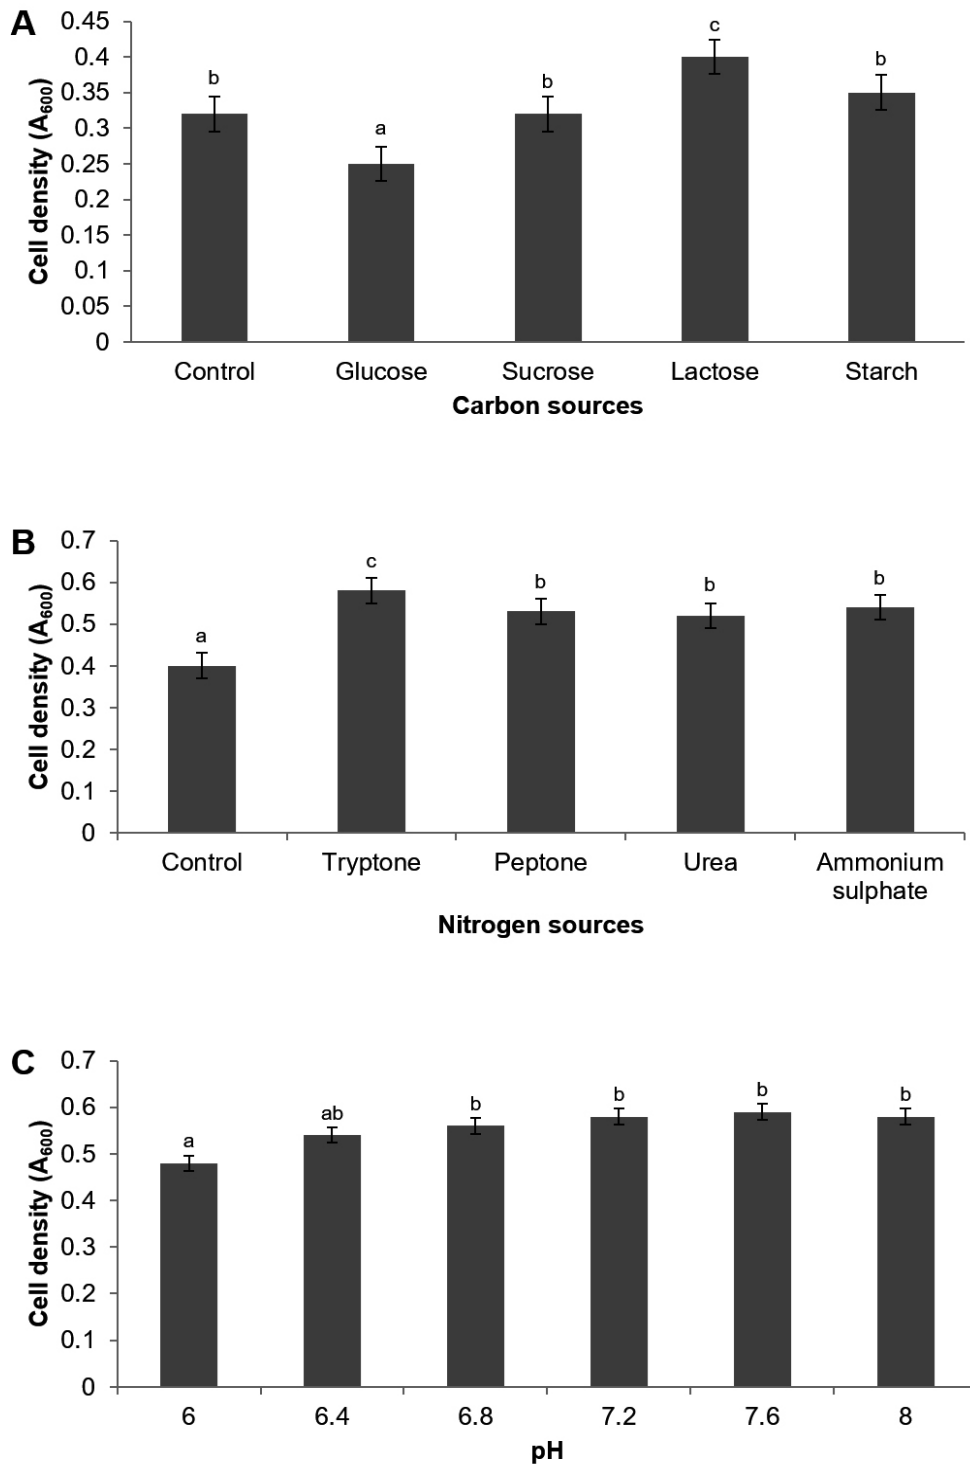 A
Cell density (A600)
0.45
0.4
0.35
0.3
0.25
0.2
0.15
0.1
0.05
0
b
a
b
c
b
Control Glucose Sucrose Lactose Starch
Carbon sources
B
Cell density (A600)
0.7
0.6
0.5
0.4
0.3
0.2
0.1
0
a
c
b
b
b
Control Tryptone Peptone Urea Ammonium
sulphate
Nitrogen sources
C
Cell density (A600)
0.7
0.6
0.5
0.4
0.3
0.2
0.1
0
a
ab
b
b
b
b
6 6.4 6.8 7.2 7.6 8
pH